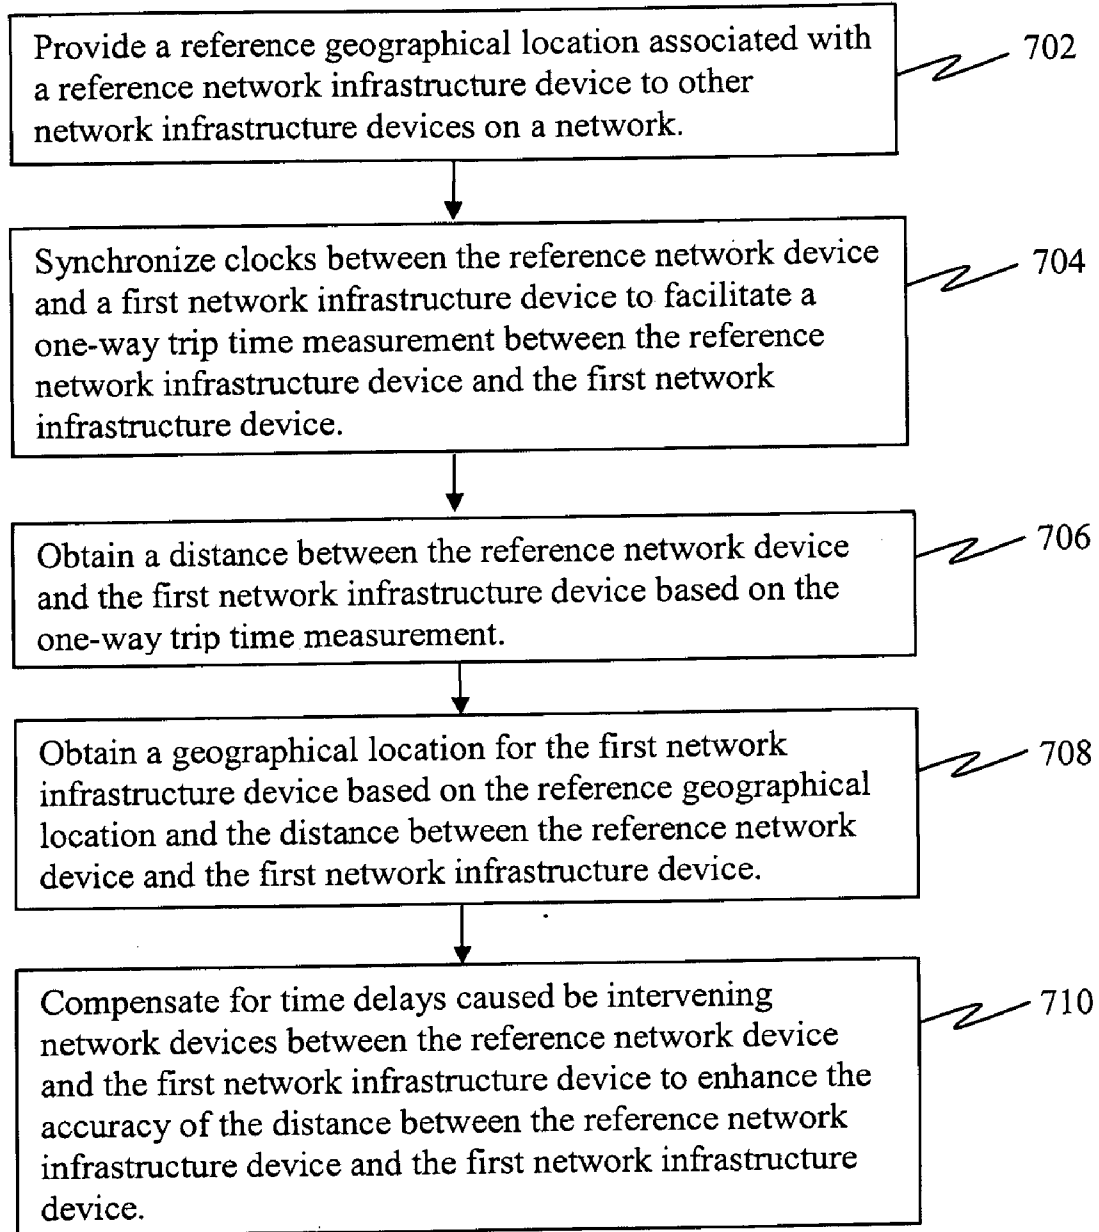 Provide a reference geographical location associated with
a reference network infrastructure device to other
network infrastructure devices on a network.
702
Synchronize clocks between the reference network device
and a first network infrastructure device to facilitate a
one-way trip time measurement between the reference
network infrastructure device and the first network
infrastructure device.
704
Obtain a distance between the reference network device
and the first network infrastructure device based on the
one-way trip time measurement.
706
Obtain a geographical location for the first network
infrastructure device based on the reference geographical
location and the distance between the reference network
device and the first network infrastructure device.
708
Compensate for time delays caused be intervening
network devices between the reference network device
and the first network infrastructure device to enhance the
accuracy of the distance between the reference network
infrastructure device and the first network infrastructure
device.
710